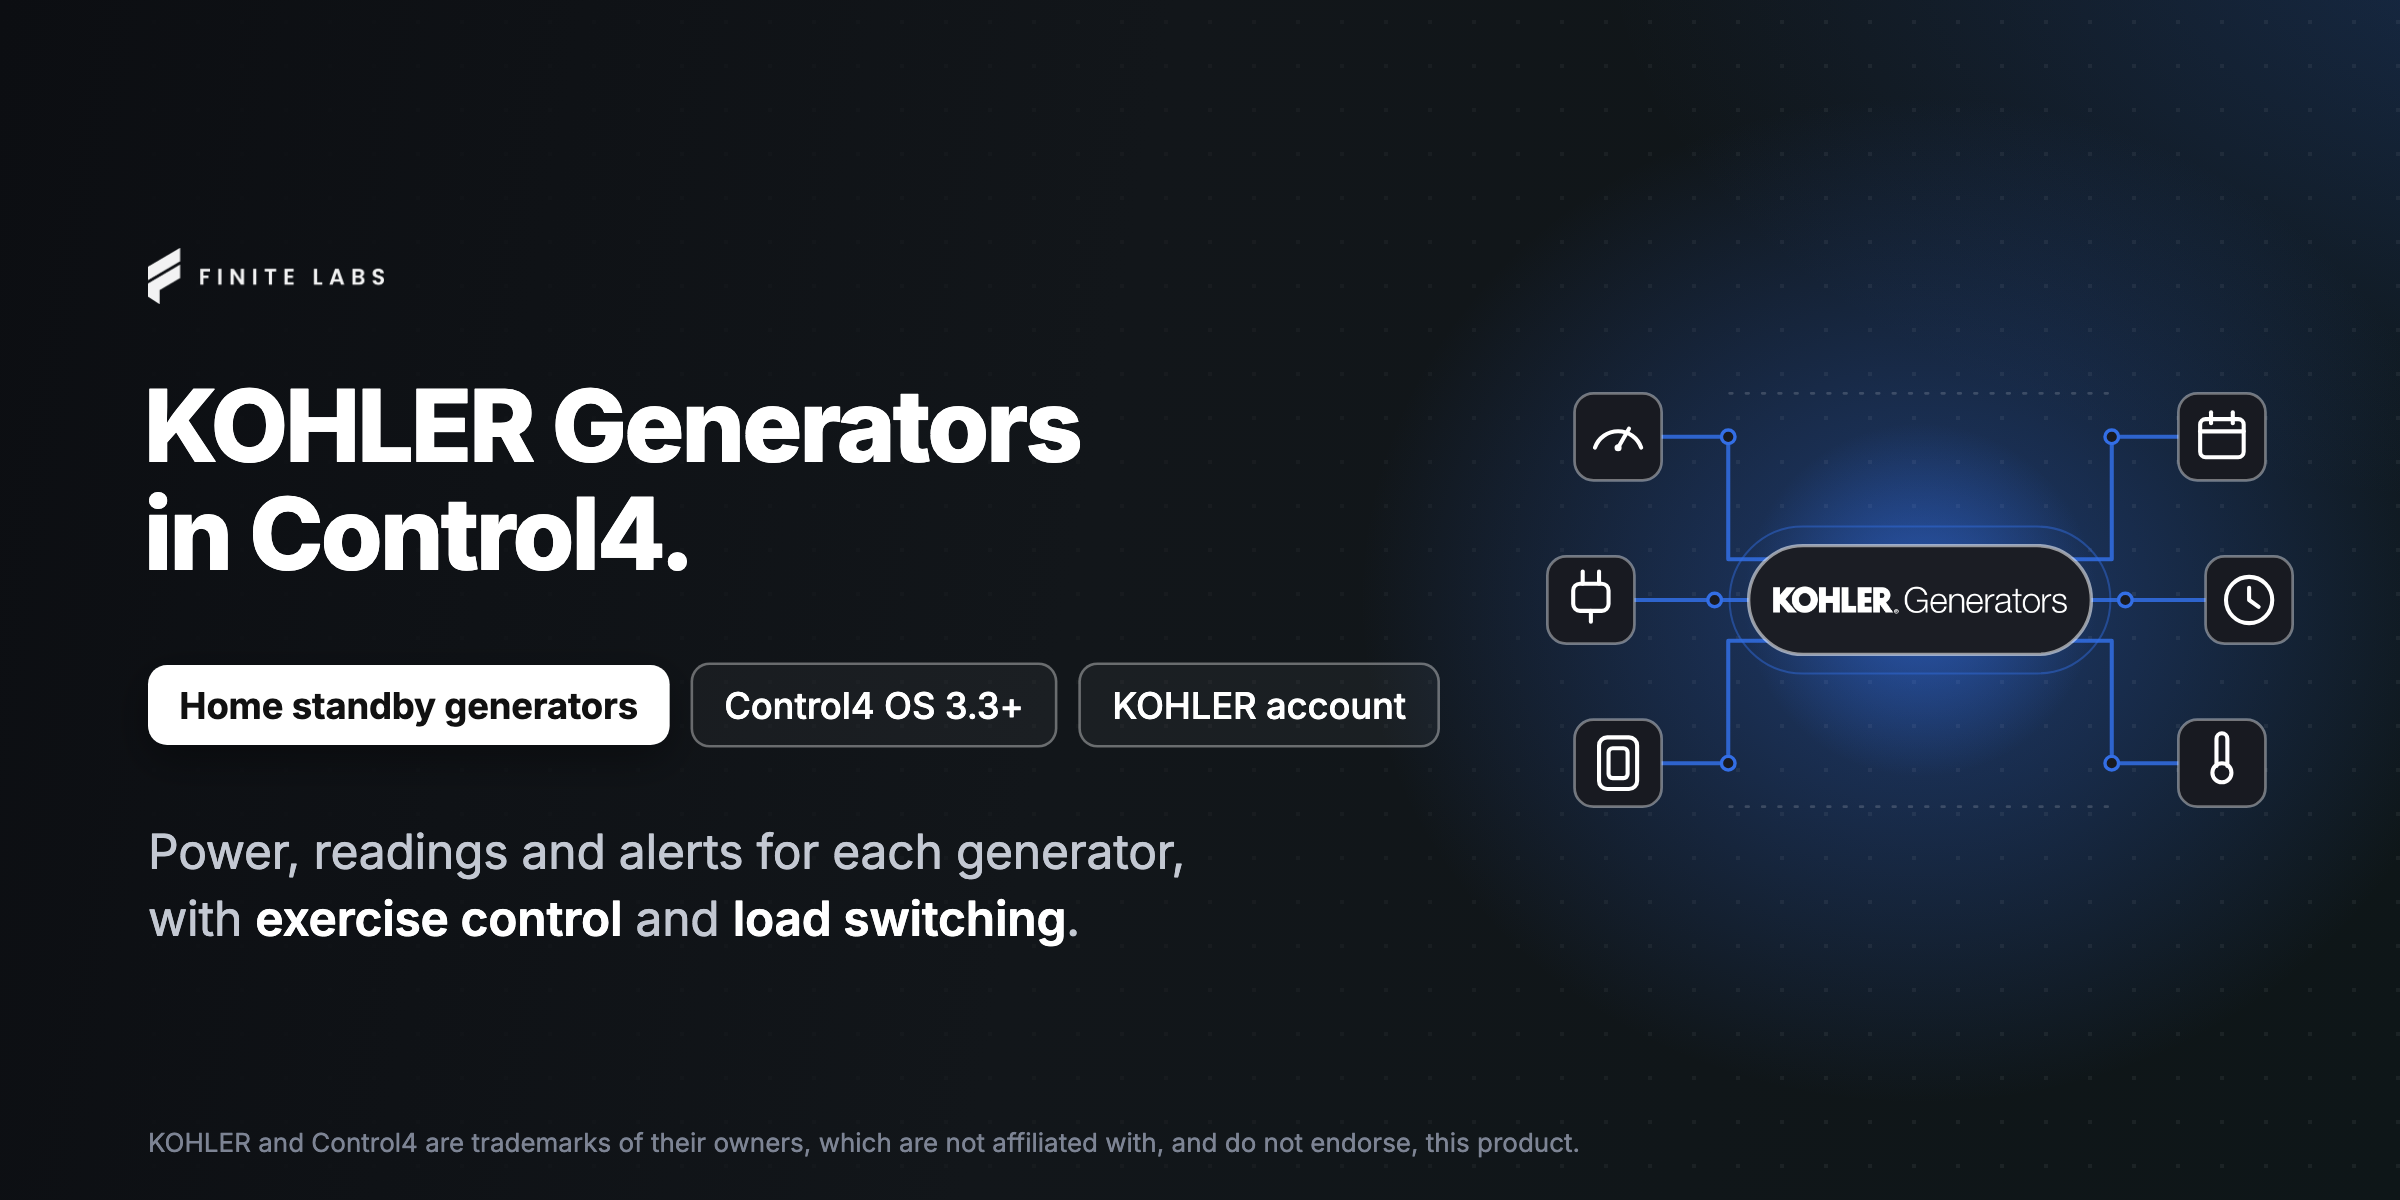 FINITE LABS
KOHLER Generators
in Control4.
Home standby generators
Control4 OS 3.3+
KOHLER account
KOHLER. Generators
Power, readings and alerts for each generator,
with exercise control and load switching.
KOHLER and Control4 are trademarks of their owners, which are not affiliated with, and do not endorse, this product.